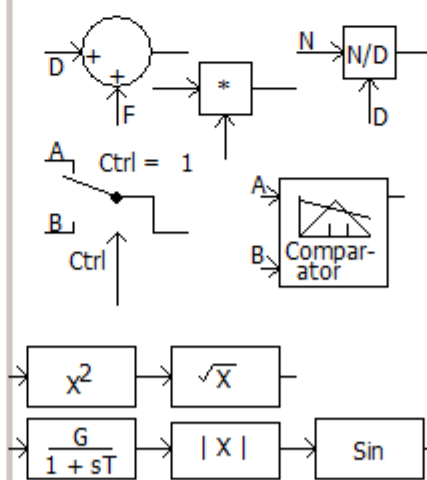 D + +
F
*
N N/D
D
A Ctrl = 1
B
Ctrl
A
B Compar-
ator
X² √X
G
1 + sT
| X |
Sin